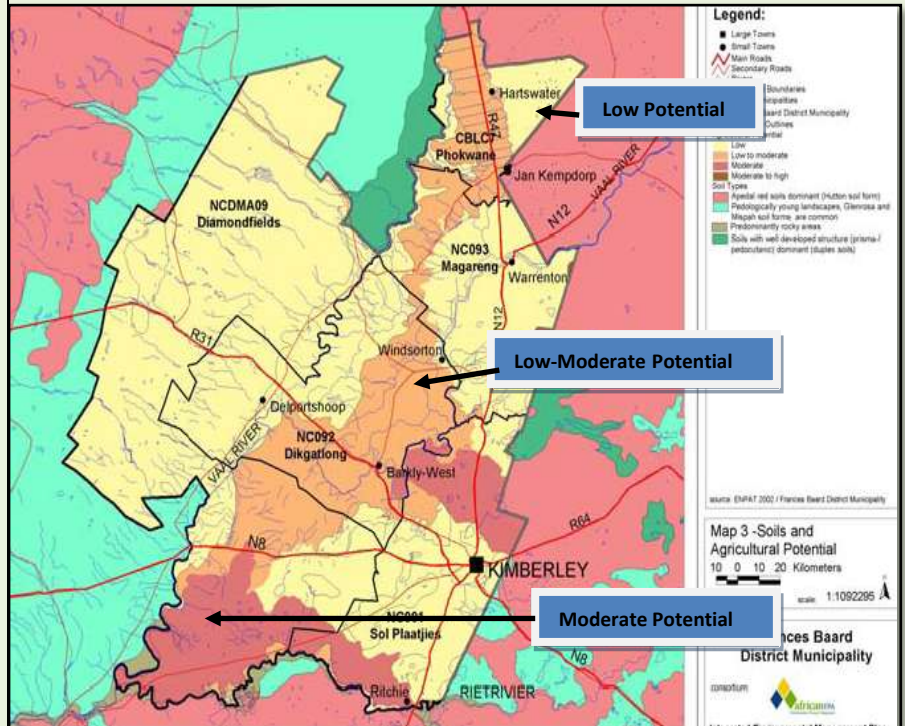 Legend:
Large Towns
Small Towns
Main Roads
Secondary Roads
Boundaries
Baard District Municipality
Outlines
Low
Low to moderate
Moderate
Moderate to high
Soil Types
Apedal red soils dominant (Hutton soil form)
Pedologically young landscapes, Glenrosa and
Mispah soil forms, are common
Predominantly rocky areas
Soils with well developed structure (prisma-/
pedocutanic) dominant (duplex soils)
source: ENPAT 2002 / Frances Baard District Municipality
Map 3 -Soils and
Agricultural Potential
10 0 10 20 Kilometers
scale: 1:1092295
Frances Baard
District Municipality
consortium:
Low Potential
Low-Moderate Potential
Moderate Potential
Hartswater
R47
CBLC7
Phokwane
Jan Kempdorp
VAAL RIVER
N12
NCDMA09
Diamondfields
NC093
Magareng
Warrenton
N12
R31
Windsorton
Delportshoop
NC092
Dikgatlong
VAAL RIVER
Barkly-West
R64
N8
KIMBERLEY
NC091
Sol Plaatjies
N8
Ritchie
RIETRIVIER